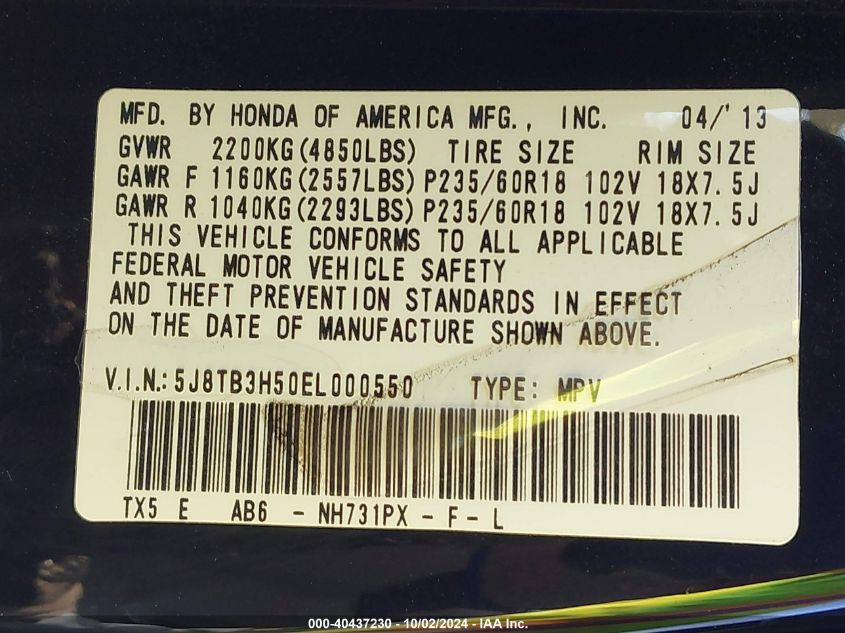 MFD. BY HONDA OF AMERICA MFG., INC. 04/'13
GVWR 2200KG(4850LBS) TIRE SIZE RIM SIZE
GAWR F 1160KG(2557LBS) P235/60R18 102V 18X7.5J
GAWR R 1040KG(2293LBS) P235/60R18 102V 18X7.5J
THIS VEHICLE CONFORMS TO ALL APPLICABLE
FEDERAL MOTOR VEHICLE SAFETY
AND THEFT PREVENTION STANDARDS IN EFFECT
ON THE DATE OF MANUFACTURE SHOWN ABOVE.
V.I.N.: 5J8TB3H50EL000550 TYPE: MPV
TX5 E AB6 - NH731PX - F - L
000-40437230 - 10/02/2024 - IAA Inc.